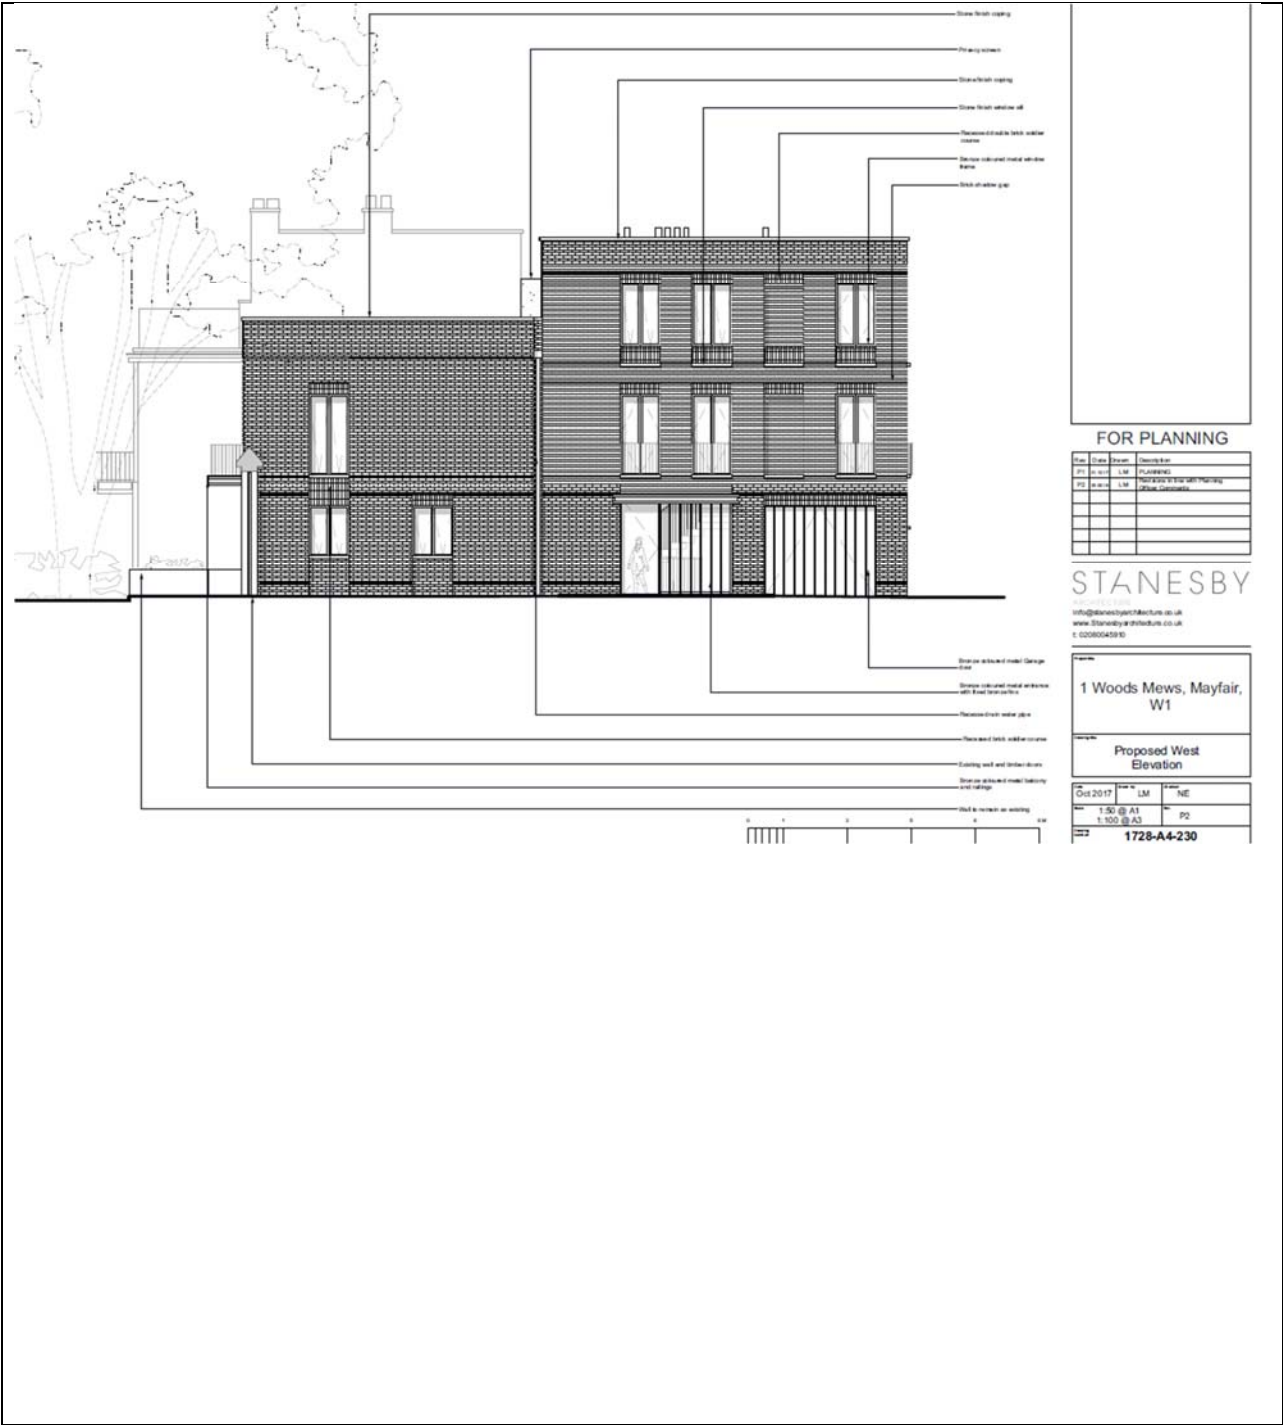 Stone finish coping
Privacy screen
Stone finish coping
Stone finish window sill
Recessed double brick soldier
course
Bronze coloured metal window
frame
Brick shadow gap
FOR PLANNING
Rev Date Drawn Description
P1 LM PLANNING
P2 LM Revisions in line with Planning
Officer Comments
STANESBY
ARCHITECTURE
info@stanesbyarchitecture.co.uk
www.Stanesbyarchitecture.co.uk
t: 02080045910
Bronze coloured metal Garage
door
Bronze coloured metal entrance
with fixed bronze fins
Recessed rain water pipe
Recessed brick soldier course
Existing wall and timber doors
Bronze coloured metal balcony
and railings
Wall to remain as existing
1 Woods Mews, Mayfair,
W1
Proposed West
Elevation
Oct 2017 LM NE
1:50 @ A1
1:100 @ A3
P2
1728-A4-230